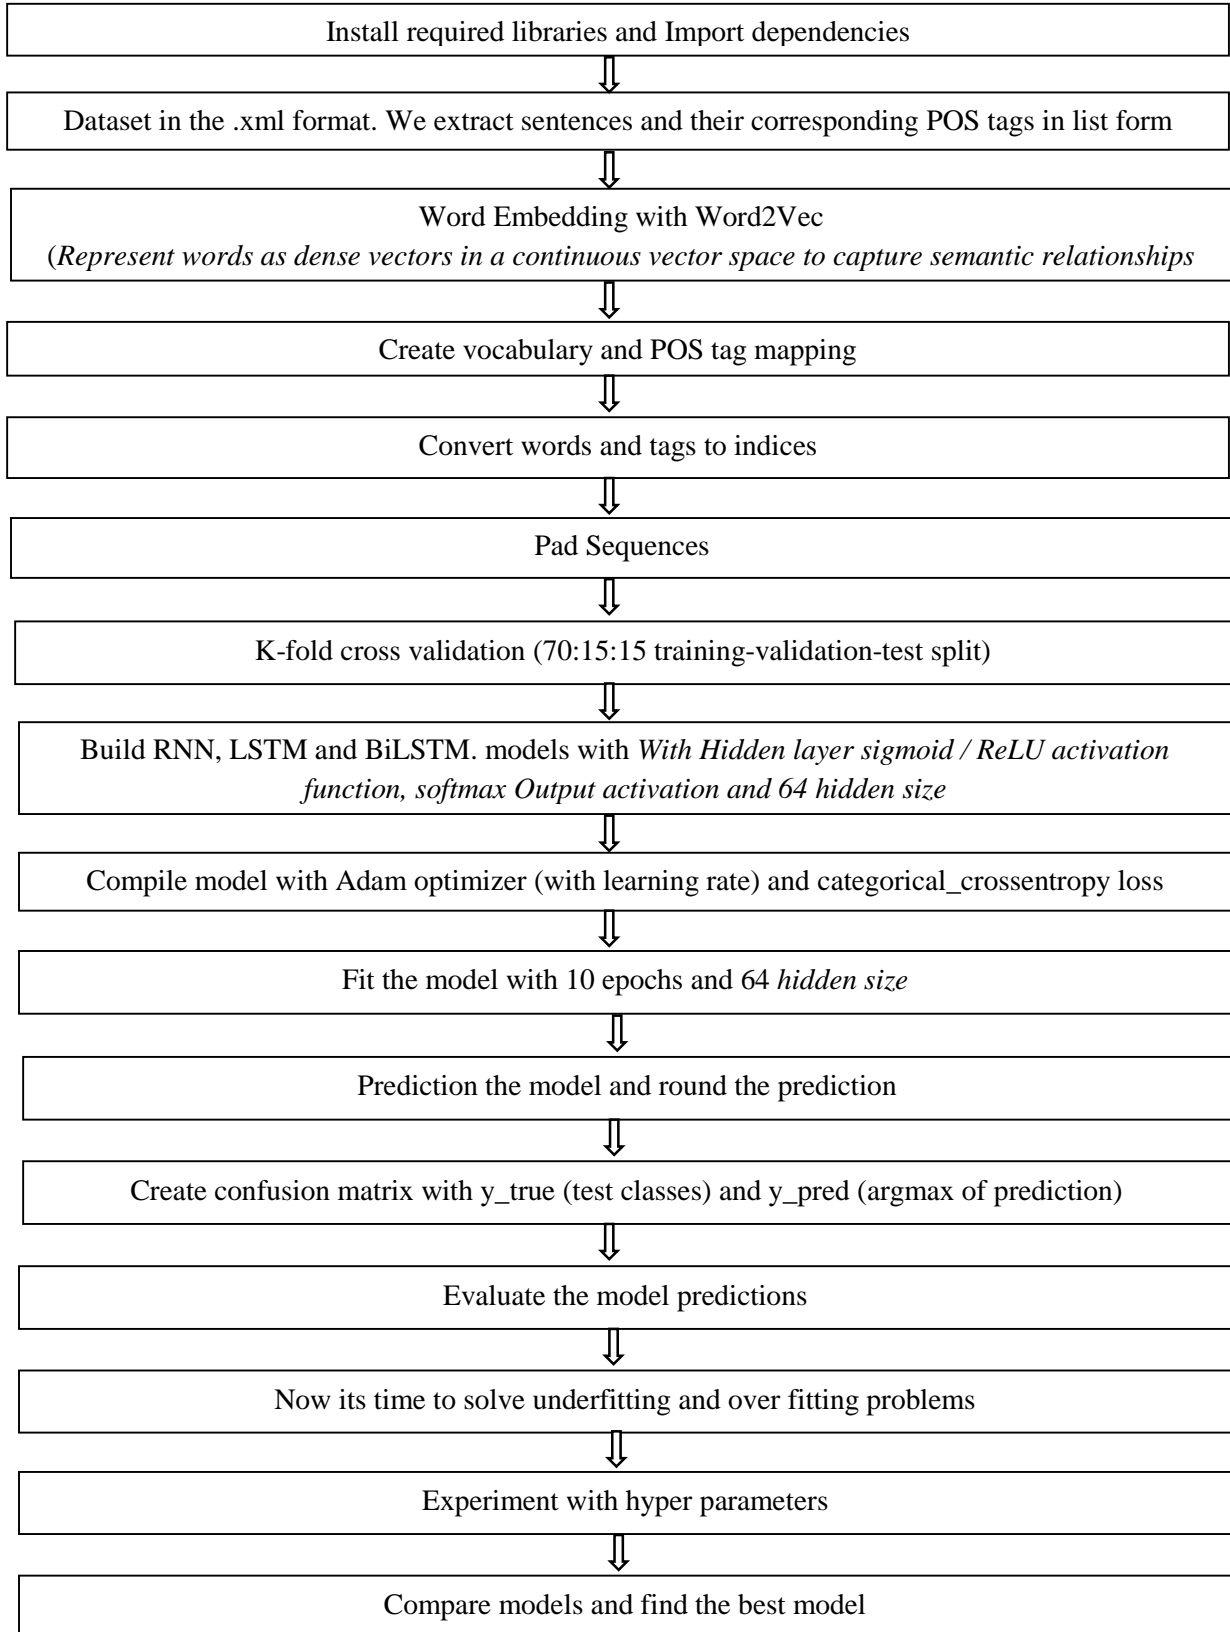 Install required libraries and Import dependencies
Dataset in the .xml format. We extract sentences and their corresponding POS tags in list form
Word Embedding with Word2Vec
(Represent words as dense vectors in a continuous vector space to capture semantic relationships
Create vocabulary and POS tag mapping
Convert words and tags to indices
Pad Sequences
K-fold cross validation (70:15:15 training-validation-test split)
Build RNN, LSTM and BiLSTM. models with With Hidden layer sigmoid / ReLU activation
function, softmax Output activation and 64 hidden size
Compile model with Adam optimizer (with learning rate) and categorical_crossentropy loss
Fit the model with 10 epochs and 64 hidden size
Prediction the model and round the prediction
Create confusion matrix with y_true (test classes) and y_pred (argmax of prediction)
Evaluate the model predictions
Now its time to solve underfitting and over fitting problems
Experiment with hyper parameters
Compare models and find the best model